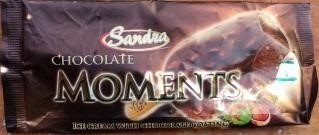 Sandra
CHOCOLATE
MOMENTS
ICE CREAM WITH CHOCOLATE COATING